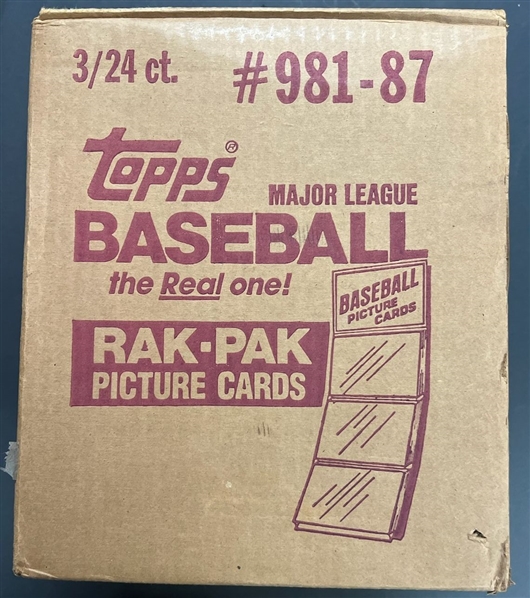 3/24 ct. #981-87
Topps®
MAJOR LEAGUE
BASEBALL
the Real one!
RAK-PAK
PICTURE CARDS
BASEBALL
PICTURE
CARDS